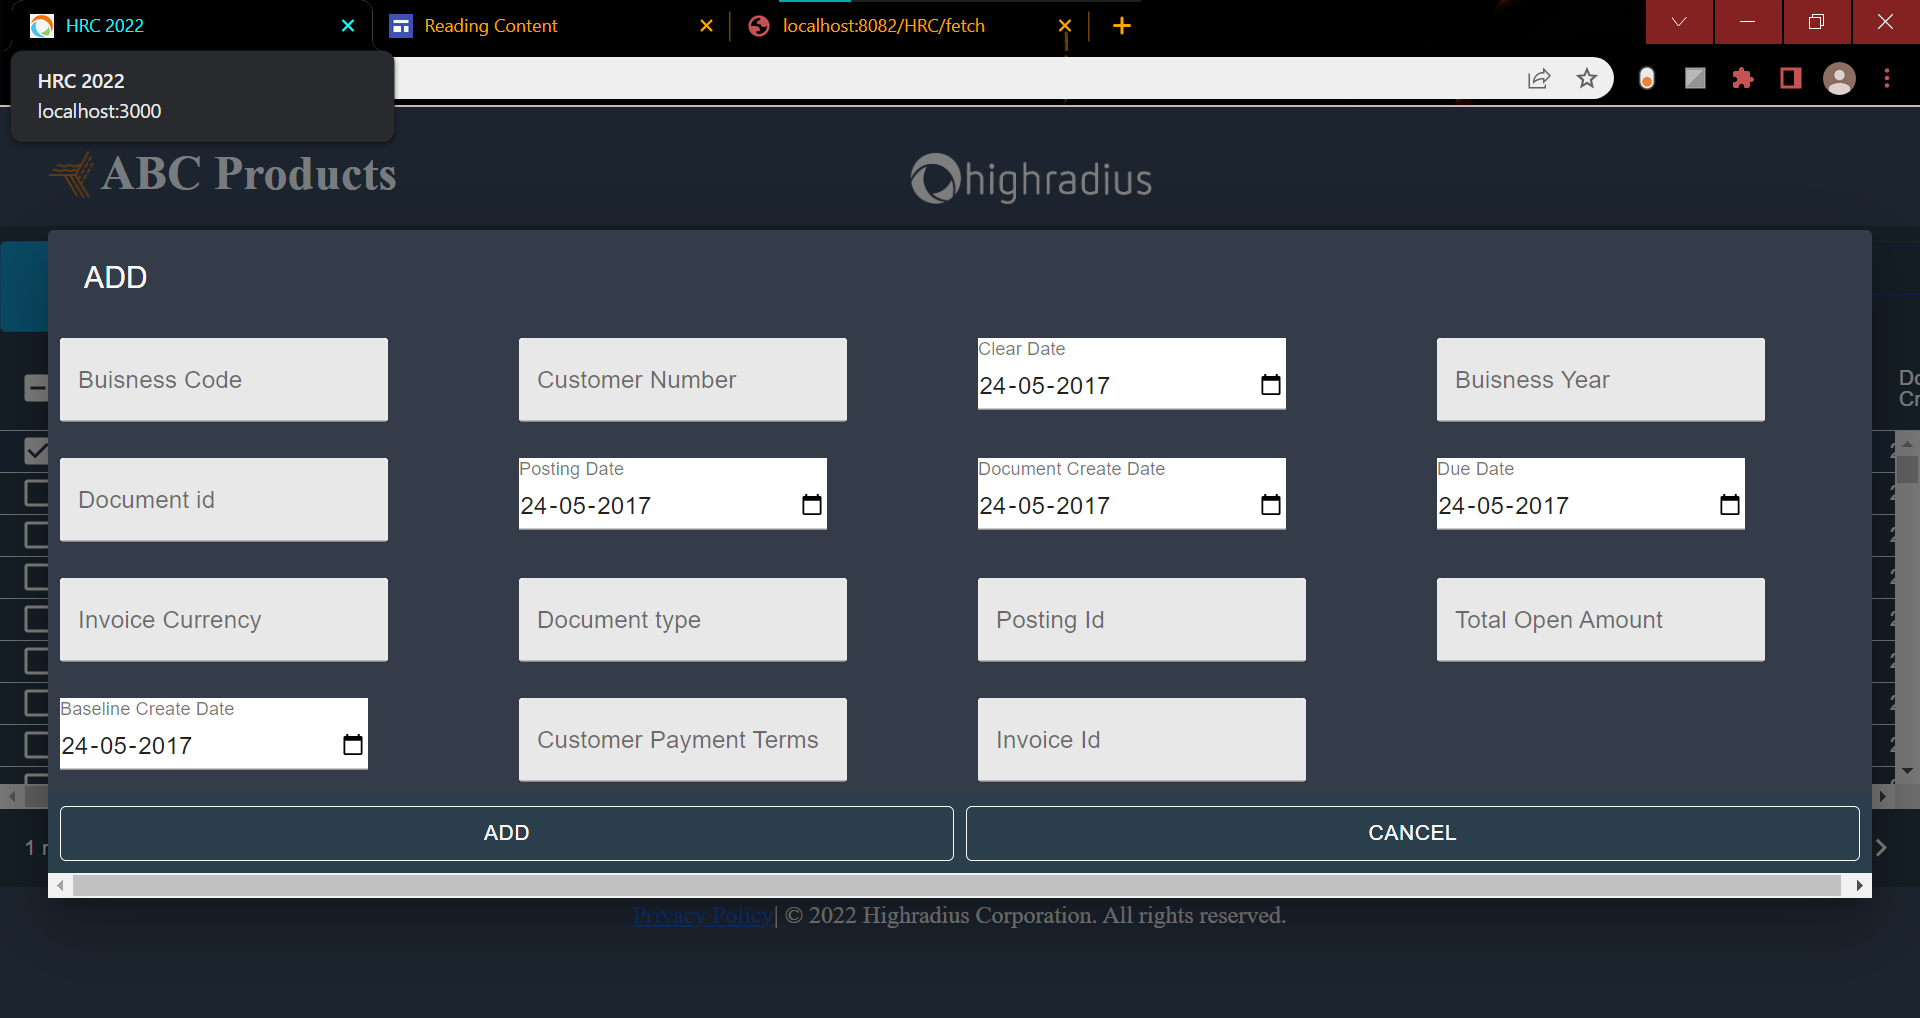 HRC 2022
Reading Content
localhost:8082/HRC/fetch
HRC 2022
localhost:3000
ABC Products
highradius
ADD
Buisness Code
Customer Number
Clear Date
24-05-2017
Buisness Year
Document id
Posting Date
24-05-2017
Document Create Date
24-05-2017
Due Date
24-05-2017
Invoice Currency
Document type
Posting Id
Total Open Amount
Baseline Create Date
24-05-2017
Customer Payment Terms
Invoice Id
ADD
CANCEL
1 r
Privacy Policy| © 2022 Highradius Corporation. All rights reserved.